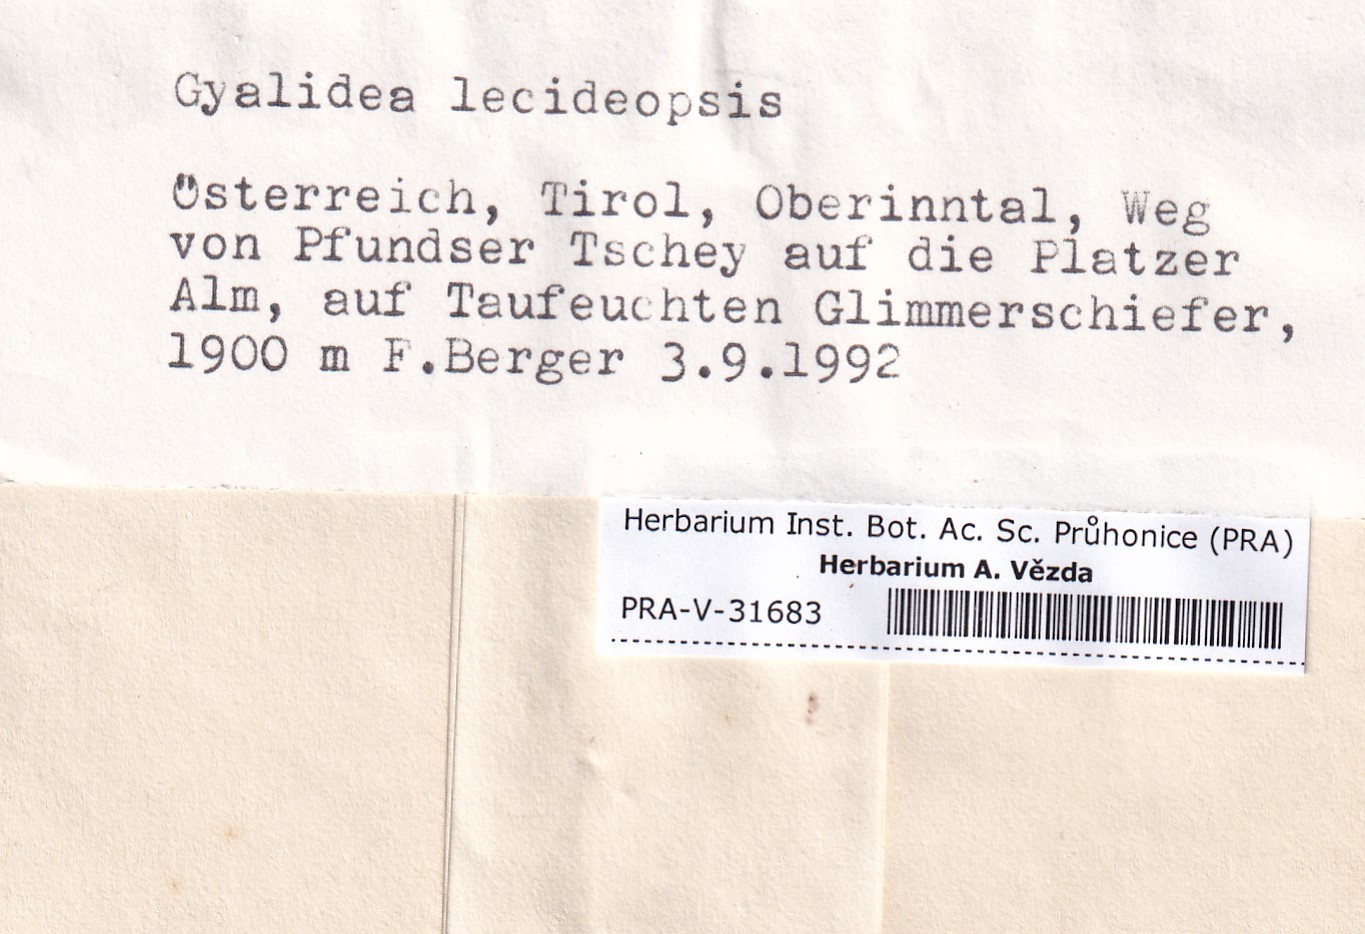 Gyalidea lecideopsis
Österreich, Tirol, Oberinntal, Weg
von Pfundser Tschey auf die Platzer
Alm, auf Taufeuchten Glimmerschiefer,
1900 m F.Berger 3.9.1992
Herbarium Inst. Bot. Ac. Sc. Průhonice (PRA)
Herbarium A. Vězda
PRA-V-31683